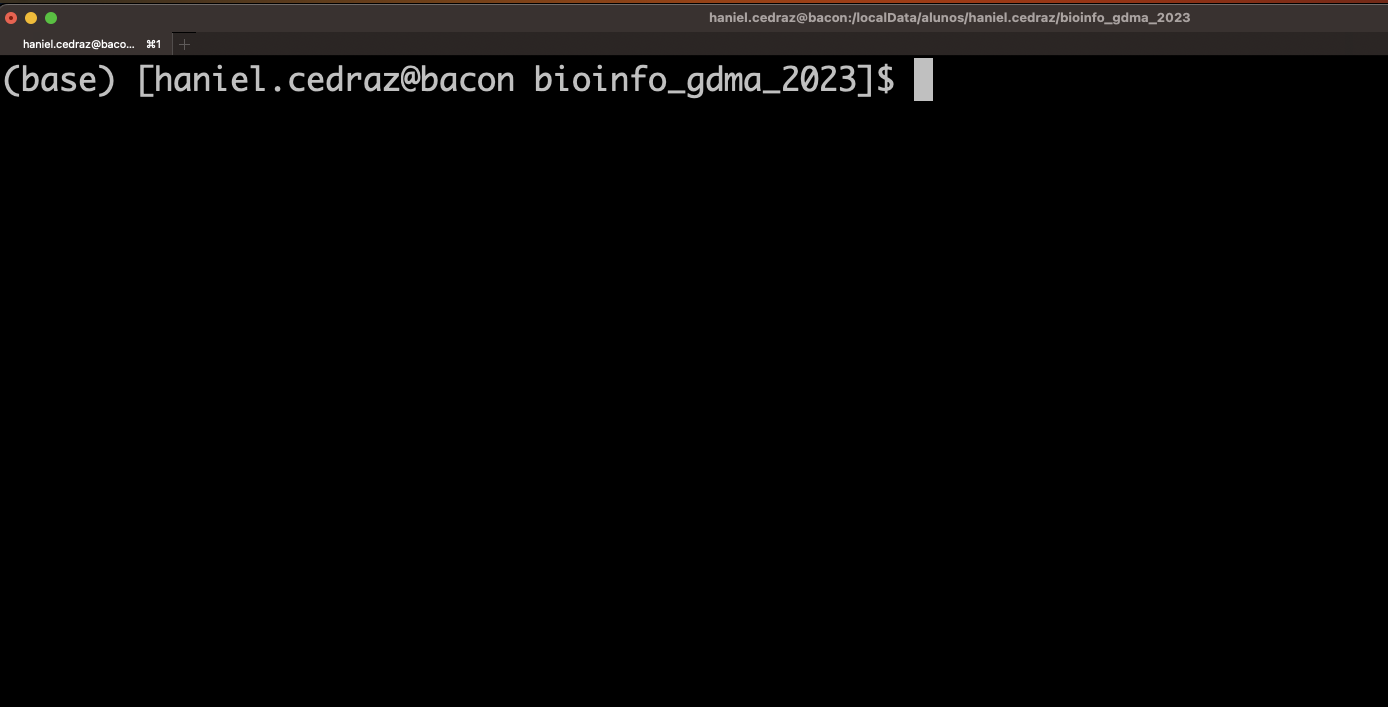 haniel.cedraz@bacon:/localData/alunos/haniel.cedraz/bioinfo_gdma_2023
haniel.cedraz@baco... ⌘1 +
(base) [haniel.cedraz@bacon bioinfo_gdma_2023]$